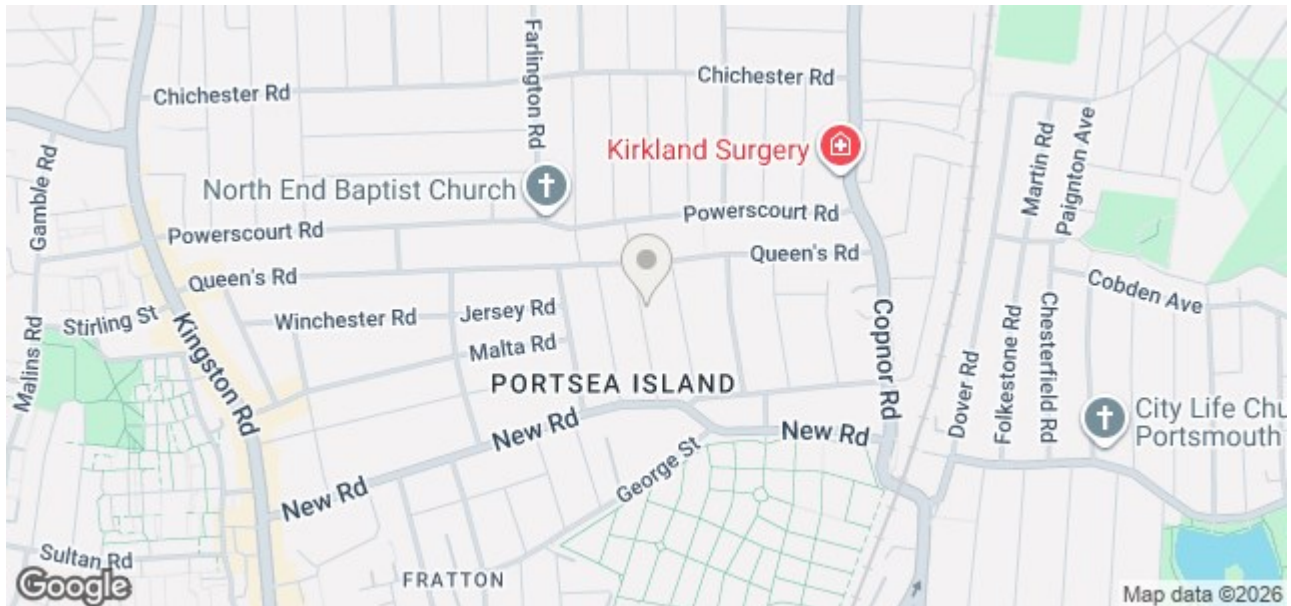 Farlington Rd
Chichester Rd
Chichester Rd
Kirkland Surgery
Gamble Rd
North End Baptist Church
Martin Rd
Paignton Ave
Powerscourt Rd
Powerscourt Rd
Queen's Rd
Queen's Rd
Cobden Ave
Stirling St
Winchester Rd
Jersey Rd
Malta Rd
Malins Rd
Kingston Rd
Copnor Rd
Dover Rd
Folkestone Rd
Chesterfield Rd
PORTSEA ISLAND
New Rd
New Rd
City Life Chu
Portsmouth
George St
New Rd
Sultan Rd
FRATTON
Google
Map data ©2026